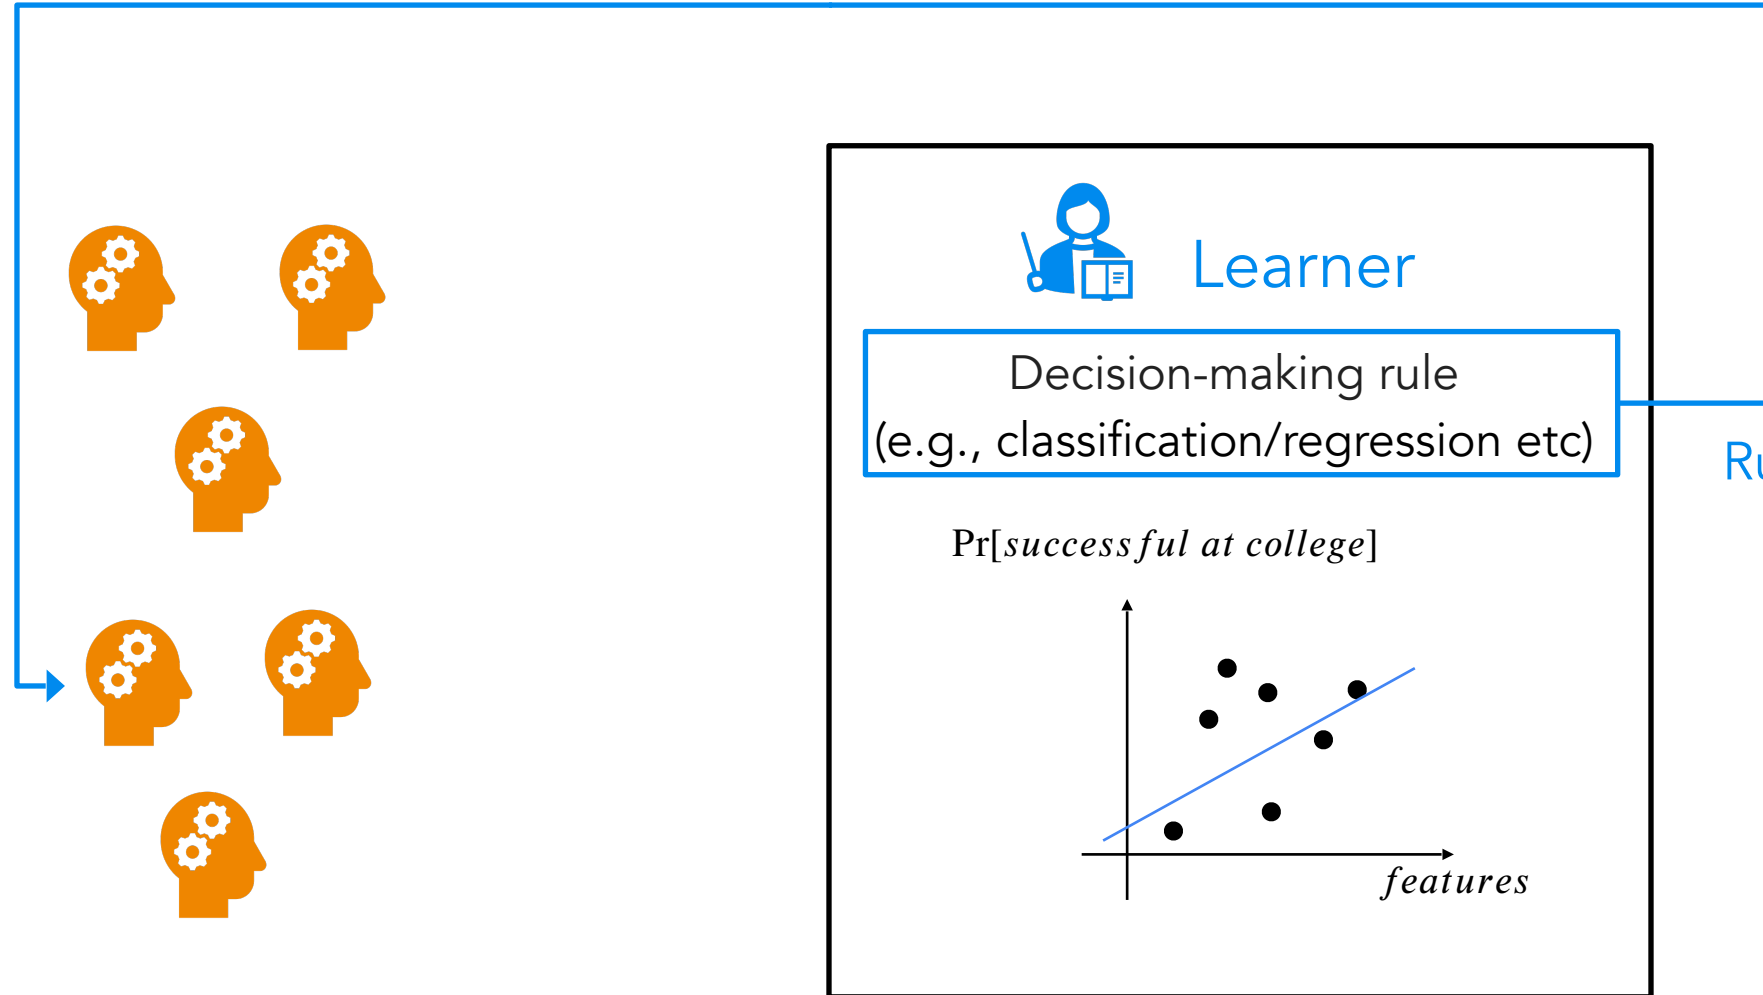 Learner
Decision-making rule
(e.g., classification/regression etc)
Pr[successful at college]
features